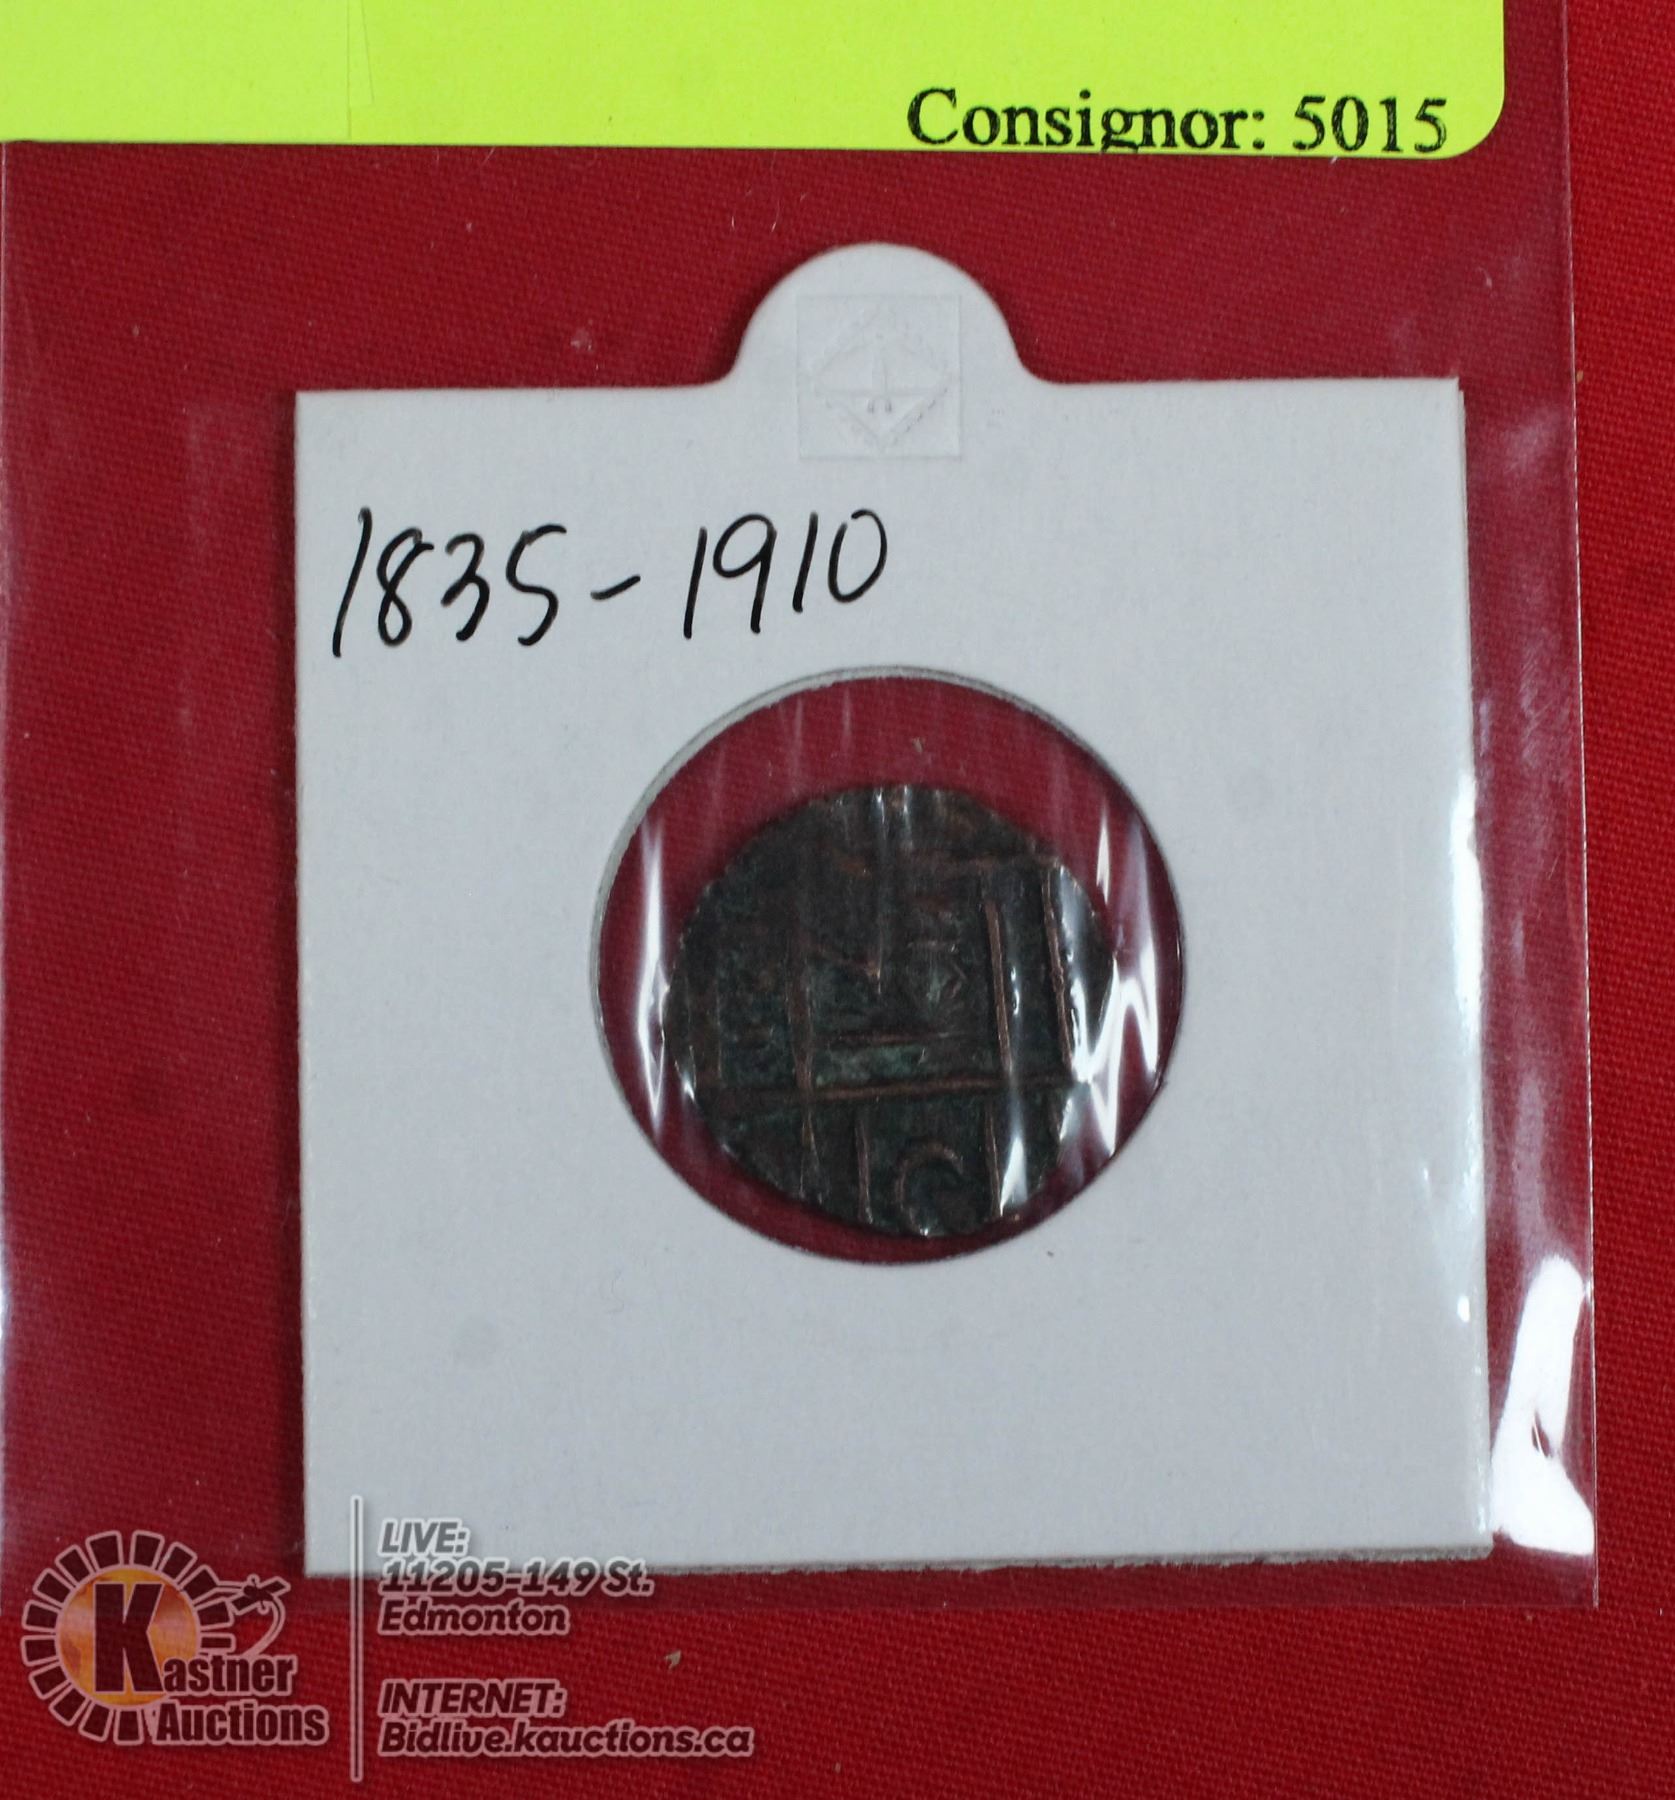 Consignor: 5015
1835-1910
LIVE:
11205-149 St.
Edmonton
Kastner
Auctions
INTERNET:
Bidlive.kauctions.ca